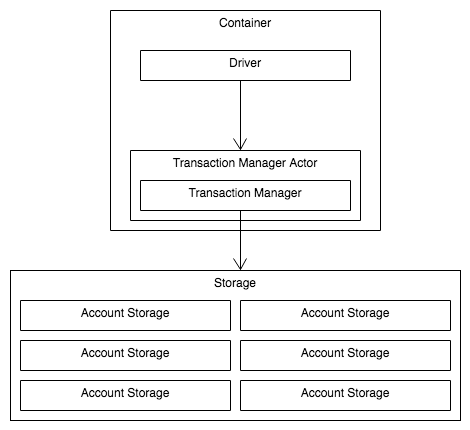 Container
Driver
Transaction Manager Actor
Transaction Manager
Storage
Account Storage
Account Storage
Account Storage
Account Storage
Account Storage
Account Storage